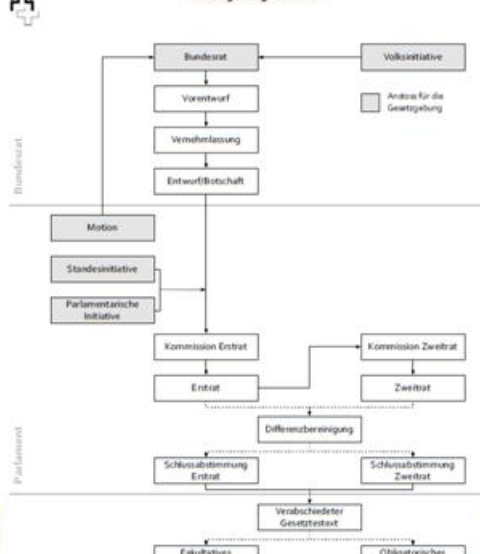 Bundesrat
Volksinitiative
Vorentwurf
Anstoss für die
Gesetzgebung
Vernehmlassung
Bundesrat
Entwurf/Botschaft
Motion
Standesinitiative
Parlamentarische
Initiative
Kommission Erstrat
Kommission Zweitrat
Erstrat
Zweitrat
Differenzbereinigung
Parlament
Schlussabstimmung
Erstrat
Schlussabstimmung
Zweitrat
Verabschiedeter
Gesetztestext
Fakultatives
Obligatorisches